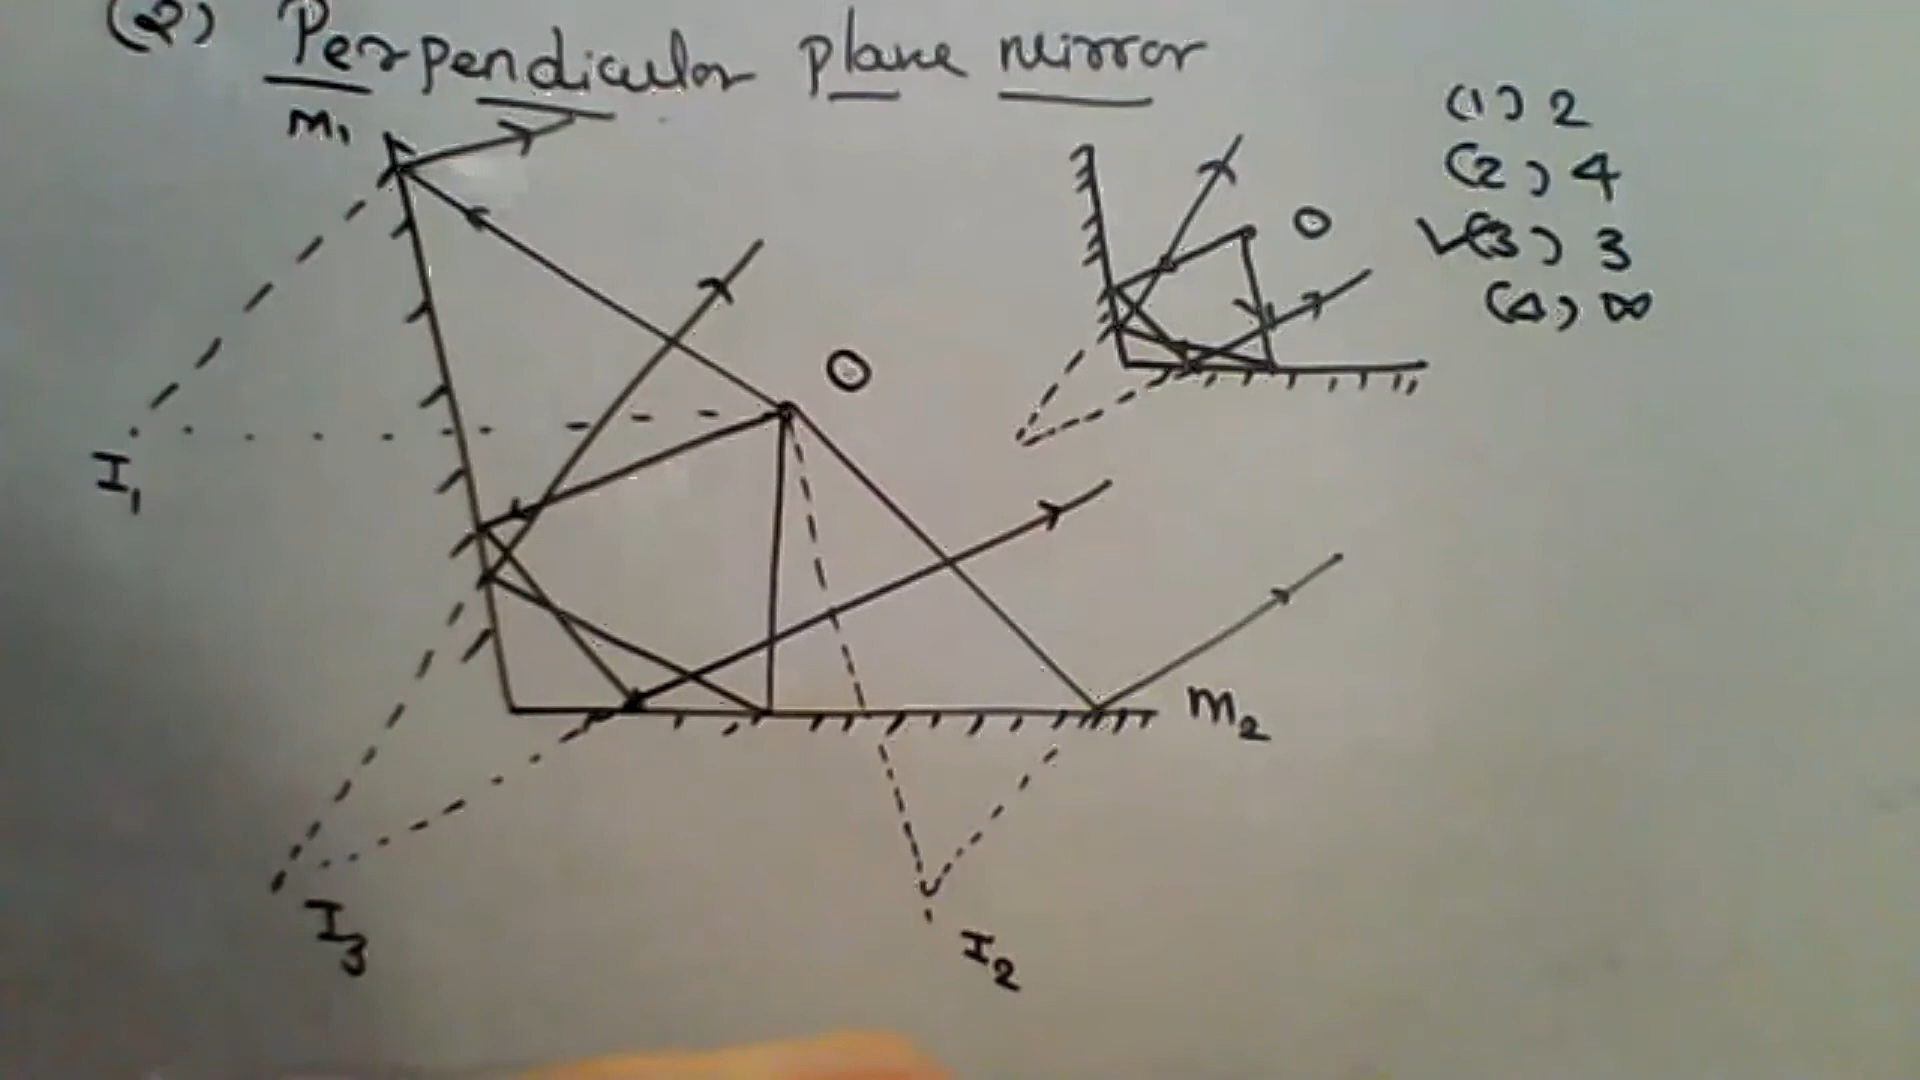 (2) Perpendicular plane mirror
m₁
(1) 2
(2) 4
✓(3) 3
(4) ∞
O
O
I₁
m₂
I₃
I₂